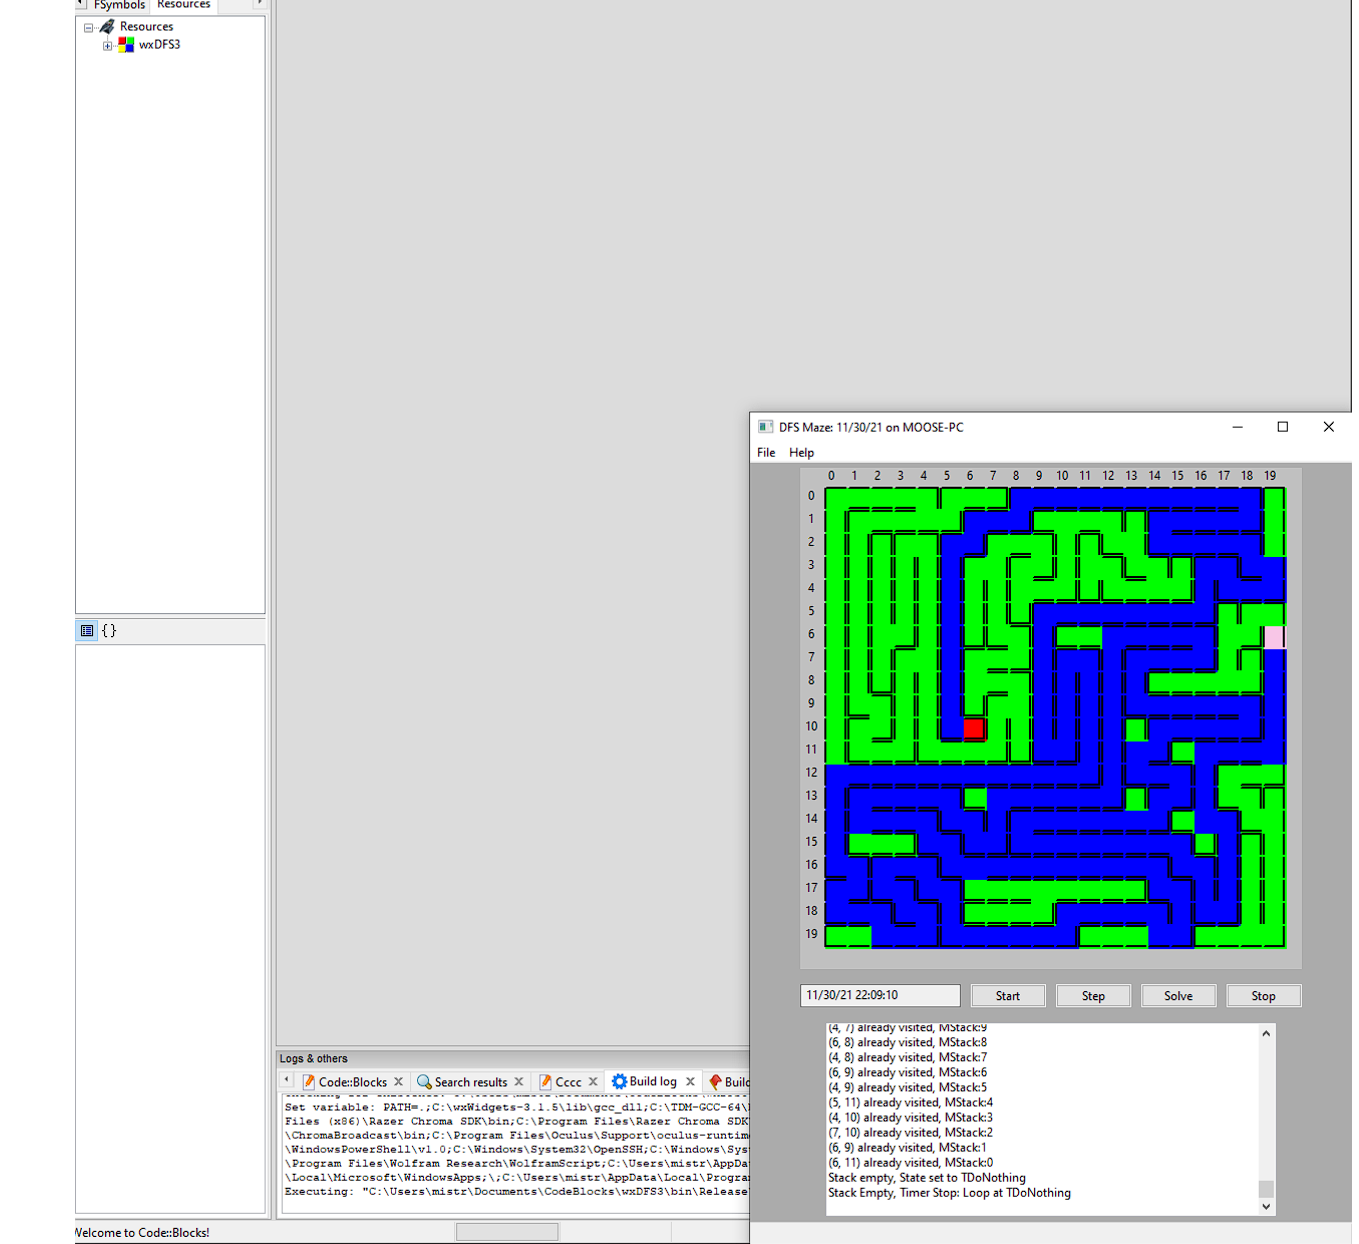 FSymbols Resources
Resources
wxDFS3
{}
DFS Maze: 11/30/21 on MOOSE-PC
File Help
0 1 2 3 4 5 6 7 8 9 10 11 12 13 14 15 16 17 18 19
0
1
2
3
4
5
6
7
8
9
10
11
12
13
14
15
16
17
18
19
11/30/21 22:09:10 Start Step Solve Stop
(4, 7) already visited, MStack:9
(6, 8) already visited, MStack:8
(4, 8) already visited, MStack:7
(6, 9) already visited, MStack:6
(4, 9) already visited, MStack:5
(5, 11) already visited, MStack:4
(4, 10) already visited, MStack:3
(7, 10) already visited, MStack:2
(6, 9) already visited, MStack:1
(6, 11) already visited, MStack:0
Stack empty, State set to TDoNothing
Stack Empty, Timer Stop: Loop at TDoNothing
Logs & others
Code::Blocks Search results Cccc Build log Buil
Set variable: PATH=.;C:\wxWidgets-3.1.5\lib\gcc_dll;C:\TDM-GCC-64\
Files (x86)\Razer Chroma SDK\bin;C:\Program Files\Razer Chroma SDK
\ChromaBroadcast\bin;C:\Program Files\Oculus\Support\oculus-runtim
\WindowsPowerShell\v1.0;C:\Windows\System32\OpenSSH;C:\Windows\Sys
\Program Files\Wolfram Research\WolframScript;C:\Users\mistr\AppDa
\Local\Microsoft\WindowsApps;\;C:\Users\mistr\AppData\Local\Progra
Executing: "C:\Users\mistr\Documents\CodeBlocks\wxDFS3\bin\Release
Welcome to Code::Blocks!